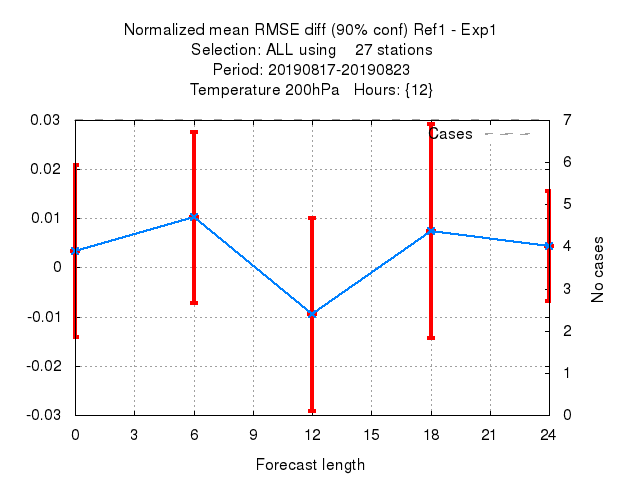 Normalized mean RMSE diff (90% conf) Ref1 - Exp1
Selection: ALL using    27 stations
Period: 20190817-20190823
Temperature 200hPa   Hours: {12}
0.03
0.02
0.01
0
-0.01
-0.02
-0.03
Cases
7
6
5
4
3
2
1
0
No cases
0 3 6 9 12 15 18 21 24
Forecast length